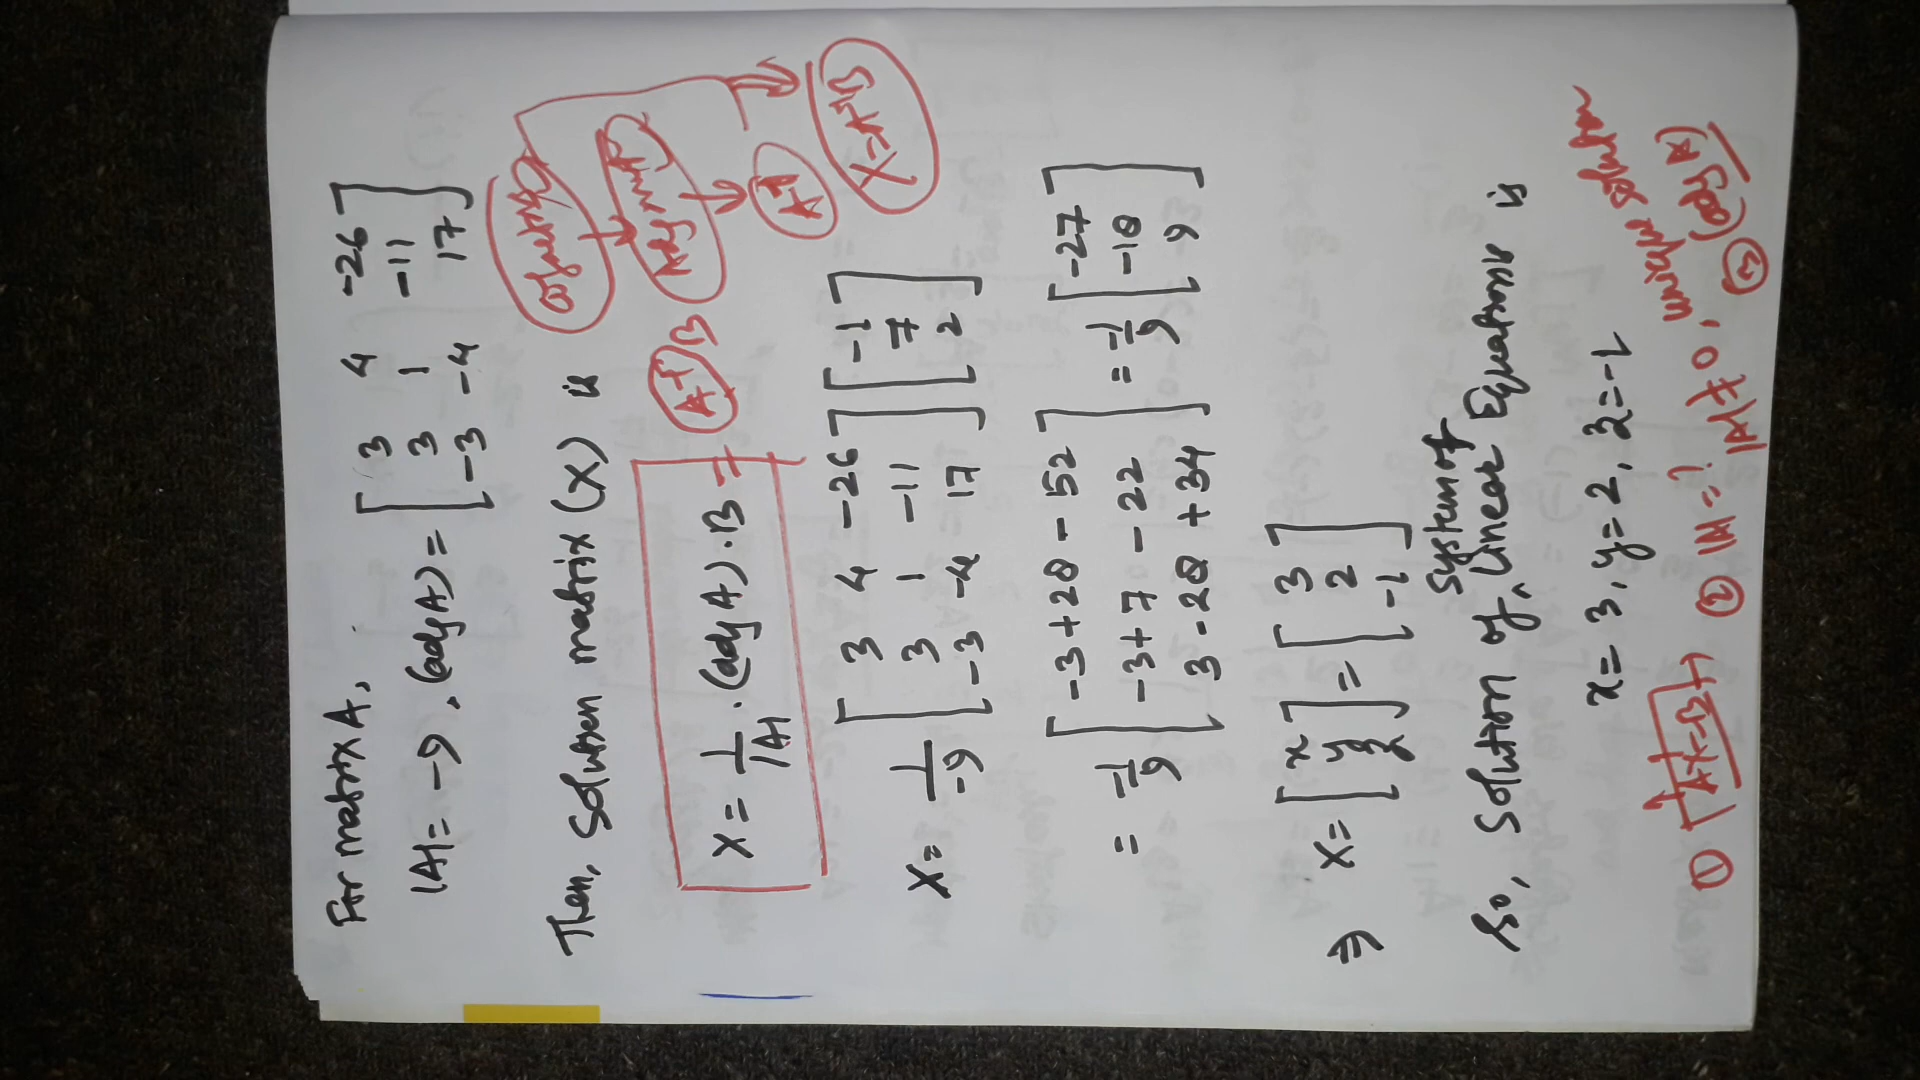 For matrix A,
|A| = -9, (adj A) = [ 3 4 -26
3 1 -11
-3 -4 17 ]
Then, Solution matrix (X) is
cofactors
Adjoint
A⁻¹
X = A⁻¹B
X = 1/|A| · (adj A) · B = A⁻¹ B
X = 1/-9 [ 3 4 -26 ] [ -1 ]
[ 3 1 -11 ] [ 7 ]
[ -3 -4 17 ] [ 2 ]
= -1/9 [ -3+28-52 ] = -1/9 [ -27 ]
[ -3+7-22 ] [ -18 ]
[ 3-28+34 ] [ 9 ]
⇒ X = [ x ] = [ 3 ]
[ y ] [ 2 ]
[ z ] [ -1 ]
So, Solution of System of Linear Equations is
x = 3, y = 2, z = -1
① AX=B ② |A|=? |A|≠0, unique solution
③ (adj A)